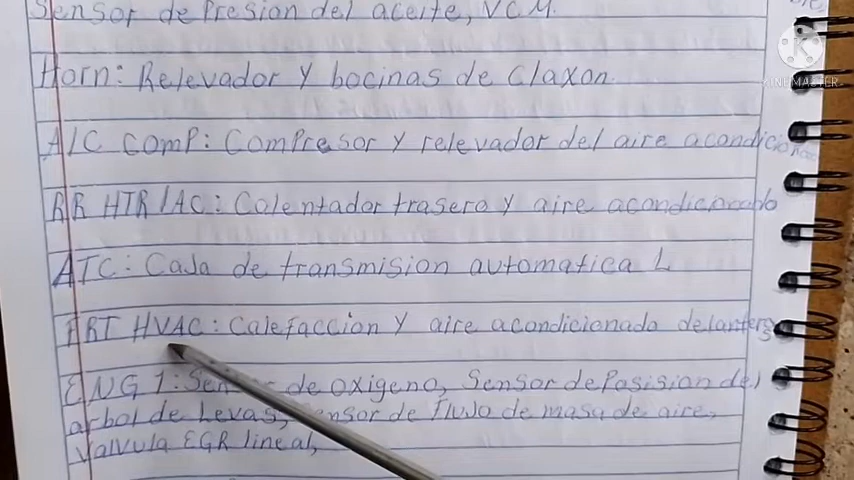 Sensor de Presion del aceite, VCM.
Horn: Relevador y bocinas de Claxon.
KINEMASTER
A/C COMP: Compresor y relevador del aire acondicionado
RR HTR/AC: Calentador trasero y aire acondicionado
ATC: Caja de transmision automatica L
FRT HVAC: Calefaccion y aire acondicionado delantero
ENG 1: Sensor de oxigeno, Sensor de Posision del
arbol de Levas, Sensor de flujo de masa de aire,
Valvula EGR lineal,